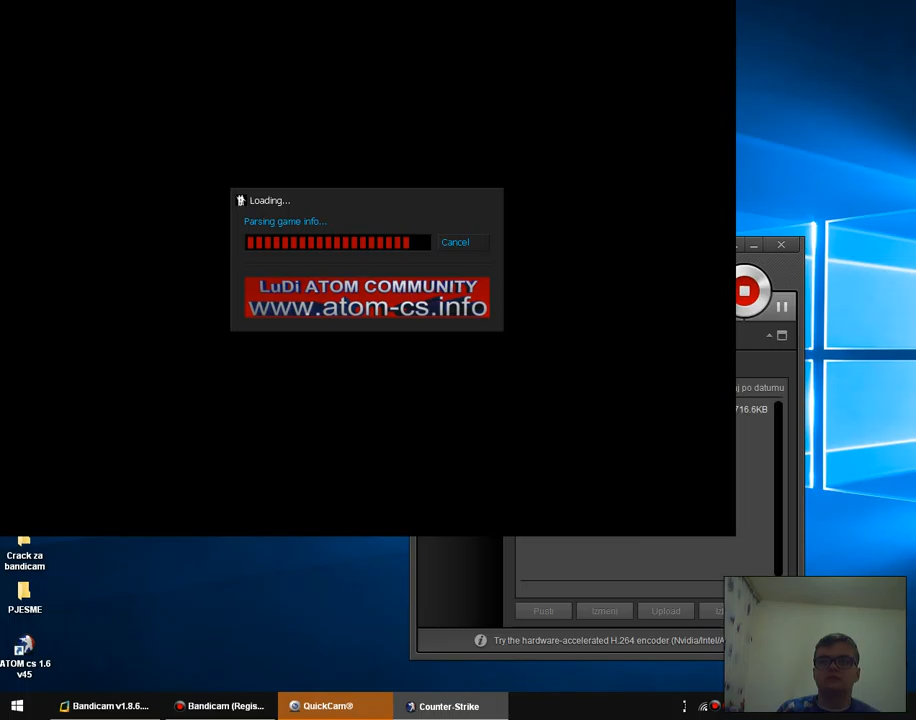 Loading...
Parsing game info...
Cancel
LuDi ATOM COMMUNITY
www.atom-cs.info
po datumu
716.6KB
Crack za
bandicam
PJESME
ATOM cs 1.6
v45
Pusti
Izmeni
Upload
Try the hardware-accelerated H.264 encoder (Nvidia/Intel/A
Bandicam v1.8.6....
Bandicam (Regis...
QuickCam®
Counter-Strike